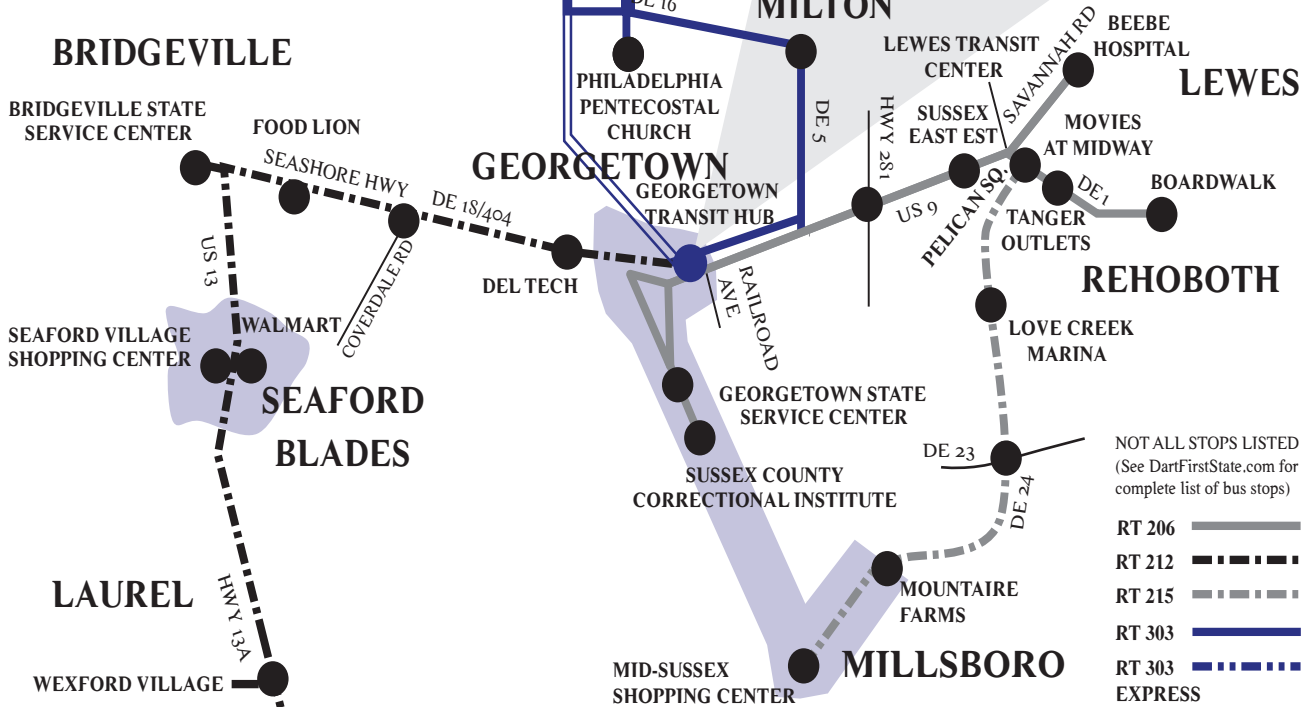 DE 16
MILTON
BRIDGEVILLE
BRIDGEVILLE STATE
SERVICE CENTER
FOOD LION
SEASHORE HWY
DE 18/404
PHILADELPHIA
PENTECOSTAL
CHURCH
DE 5
HWY 281
LEWES TRANSIT
CENTER
SAVANNAH RD
BEEBE
HOSPITAL
LEWES
SUSSEX
EAST EST
MOVIES
AT MIDWAY
GEORGETOWN
GEORGETOWN
TRANSIT HUB
US 9
PELICAN SQ.
DE1
BOARDWALK
TANGER
OUTLETS
REHOBOTH
US 13
COVERDALE RD
DEL TECH
RAILROAD
AVE
SEAFORD VILLAGE
SHOPPING CENTER
WALMART
SEAFORD
BLADES
LOVE CREEK
MARINA
GEORGETOWN STATE
SERVICE CENTER
SUSSEX COUNTY
CORRECTIONAL INSTITUTE
DE 23
DE 24
NOT ALL STOPS LISTED
(See DartFirstState.com for
complete list of bus stops)
RT 206
RT 212
RT 215
RT 303
RT 303
EXPRESS
LAUREL
HWY 13A
WEXFORD VILLAGE
MOUNTAIRE
FARMS
MID-SUSSEX
SHOPPING CENTER
MILLSBORO